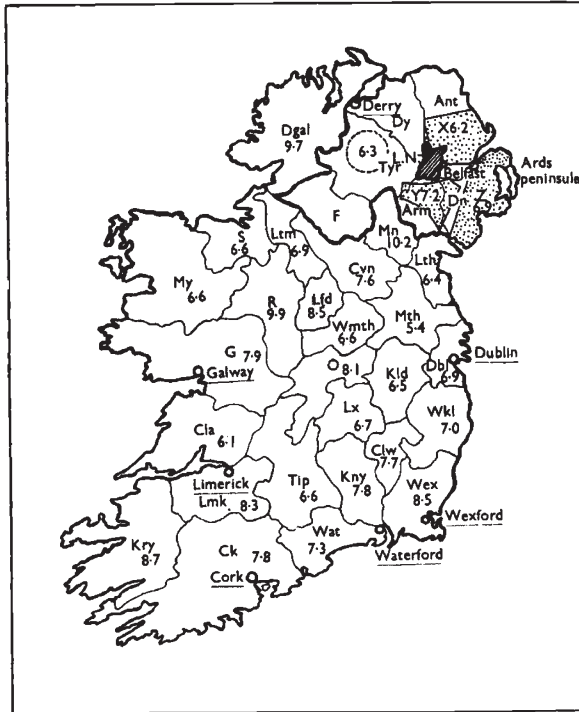 Derry
Dy
Ant
X6·2
Dgal
9·7
6·3
Tyr
L.N.
Belfast
Ards
peninsule
Y7·2
Arm
Dn
F
S
6·6
Ltm
6·9
Mn
10·2
Cvn
7·6
Lth
6·4
My
6·6
R
9·9
Lfd
8·5
Wmth
6·6
Mth
5·4
G 7·9
Galway
O 8·1
Kld
6·5
Dbl
6·9
Dublin
Lx
6·7
Wkl
7·0
Cla
6·1
Clw
7·7
Limerick
Lmk. 8·3
Tip
6·6
Kny
7·8
Wex
8·5
Wexford
Kry
8·7
Ck 7·8
Wat
7·3
Waterford
Cork